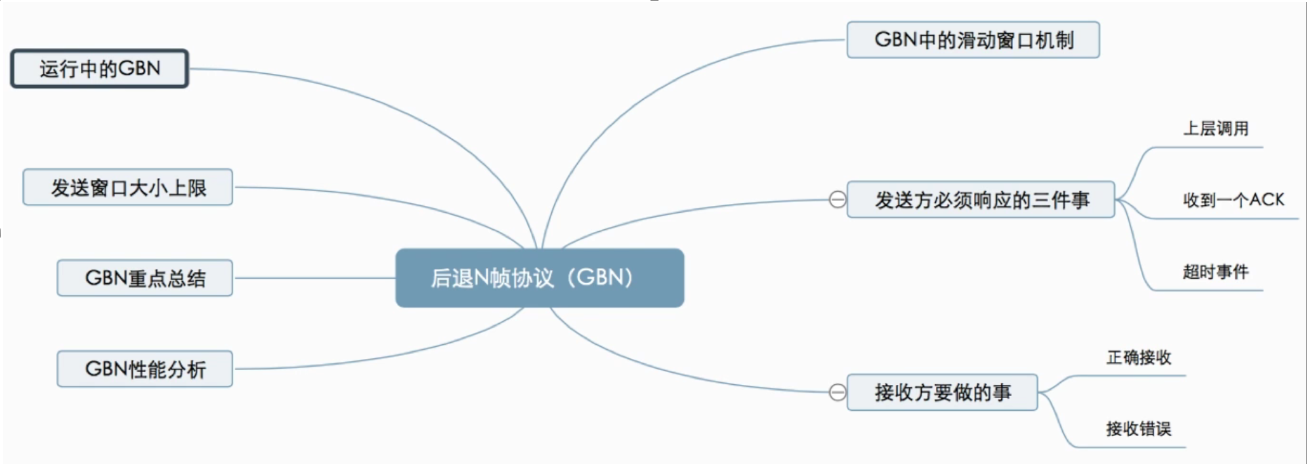 后退N帧协议（GBN）
GBN中的滑动窗口机制
发送方必须响应的三件事
上层调用
收到一个ACK
超时事件
接收方要做的事
正确接收
接收错误
运行中的GBN
发送窗口大小上限
GBN重点总结
GBN性能分析